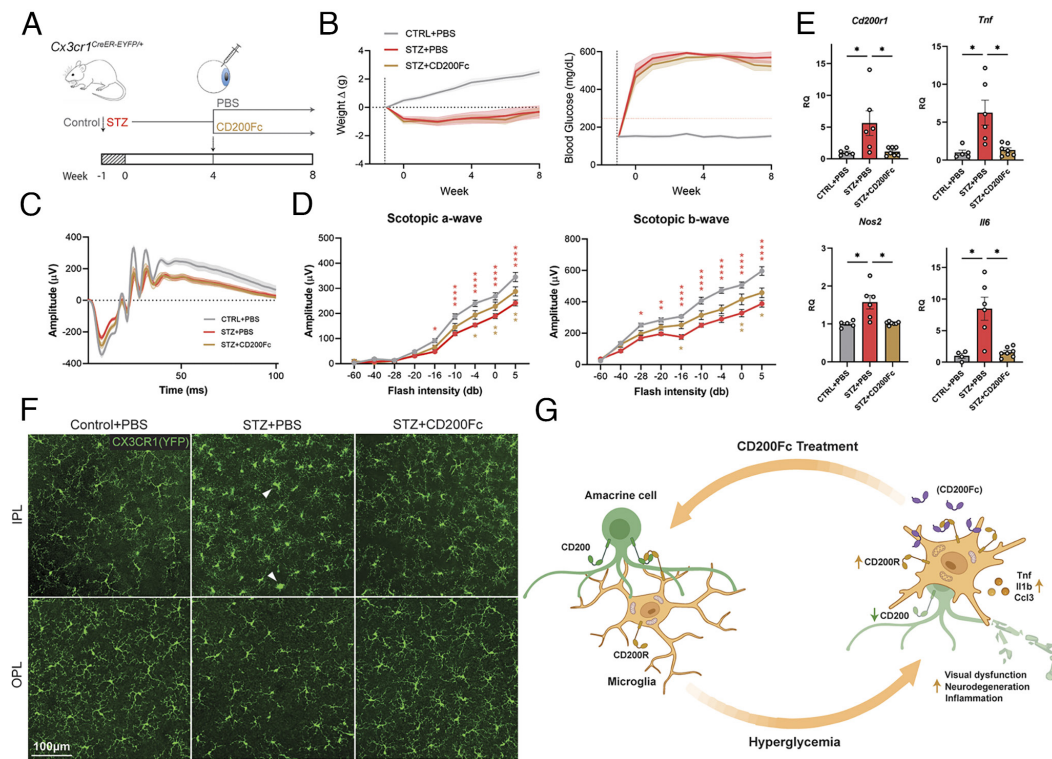 A
Cx3cr1CreER-EYFP/+
PBS
Control STZ
CD200Fc
Week -1 0 4 8
B
CTRL+PBS
STZ+PBS
STZ+CD200Fc
Weight Δ (g)
4
2
0
-2
-4
0 4 8
Week
Blood Glucose (mg/dL)
600
400
200
0
0 4 8
Week
C
Amplitude (µV)
400
200
0
-200
-400
0 50 100
Time (ms)
CTRL+PBS
STZ+PBS
STZ+CD200Fc
D
Scotopic a-wave
Amplitude (µV)
400
300
200
100
0
-60 -40 -28 -20 -16 -10 -4 0 5
Flash intensity (db)
Scotopic b-wave
Amplitude (µV)
800
600
400
200
0
-60 -40 -28 -20 -16 -10 -4 0 5
Flash intensity (db)
E
Cd200r1
RQ
20
15
10
5
0
* *
CTRL+PBS
STZ+PBS
STZ+CD200Fc
Tnf
RQ
15
10
5
0
* *
CTRL+PBS
STZ+PBS
STZ+CD200Fc
Nos2
RQ
4
3
2
1
0
* *
CTRL+PBS
STZ+PBS
STZ+CD200Fc
Il6
RQ
20
15
10
5
0
* *
CTRL+PBS
STZ+PBS
STZ+CD200Fc
F
Control+PBS
STZ+PBS
STZ+CD200Fc
CX3CR1(YFP)
IPL
OPL
100µm
G
CD200Fc Treatment
Amacrine cell
CD200
CD200R
Microglia
(CD200Fc)
CD200R
Tnf
Il1b
Ccl3
CD200
Visual dysfunction
Neurodegeneration
Inflammation
Hyperglycemia